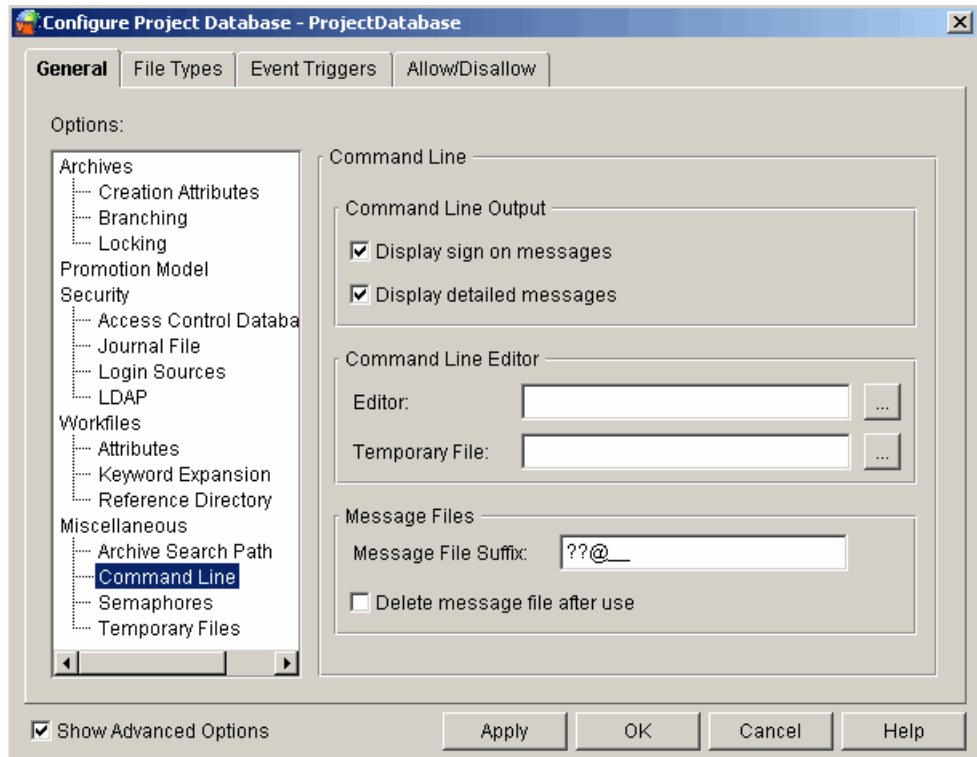 Configure Project Database - ProjectDatabase
General File Types Event Triggers Allow/Disallow
Options:
Archives
Creation Attributes
Branching
Locking
Promotion Model
Security
Access Control Databa
Journal File
Login Sources
LDAP
Workfiles
Attributes
Keyword Expansion
Reference Directory
Miscellaneous
Archive Search Path
Command Line
Semaphores
Temporary Files
Command Line
Command Line Output
Display sign on messages
Display detailed messages
Command Line Editor
Editor: ...
Temporary File: ...
Message Files
Message File Suffix: ??@__
Delete message file after use
Show Advanced Options Apply OK Cancel Help